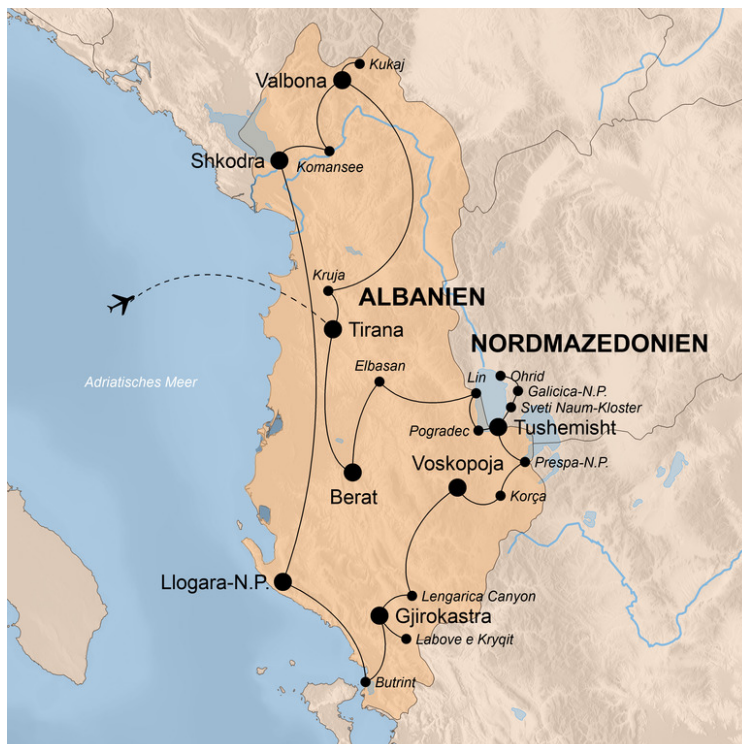 Kukaj
Valbona
Shkodra
Komansee
Kruja
ALBANIEN
Tirana
NORDMAZEDONIEN
Adriatisches Meer
Elbasan
Lin
Ohrid
Galicica-N.P.
Sveti Naum-Kloster
Pogradec
Tushemisht
Voskopoja
Prespa-N.P.
Berat
Korça
Llogara-N.P.
Lengarica Canyon
Gjirokastra
Labove e Kryqit
Butrint